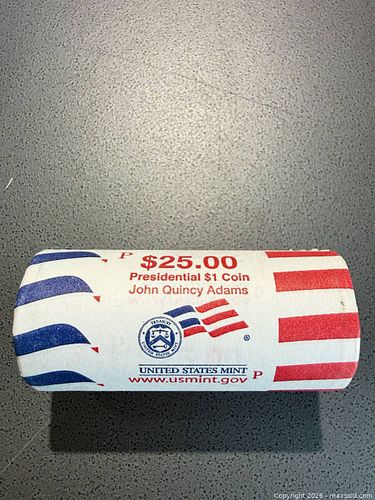 P
$25.00
Presidential $1 Coin
John Quincy Adams
®
UNITED STATES MINT
www.usmint.gov P
Copyright 2026 - maxsold.com